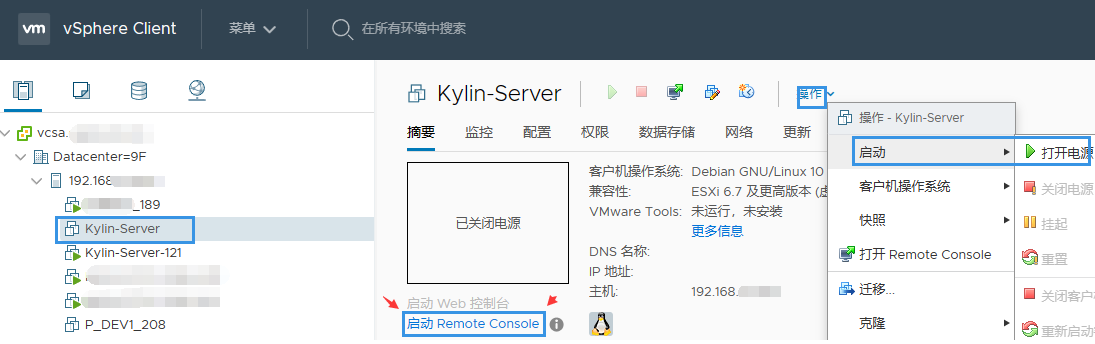 vm vSphere Client 菜单 在所有环境中搜索
vcsa.
Datacenter=9F
192.168
_189
Kylin-Server
Kylin-Server-121
P_DEV1_208
Kylin-Server 操作
摘要 监控 配置 权限 数据存储 网络 更新
已关闭电源
启动 Web 控制台
启动 Remote Console
客户机操作系统: Debian GNU/Linux 10
兼容性: ESXi 6.7 及更高版本 (虚
VMware Tools: 未运行，未安装
更多信息
DNS 名称:
IP 地址:
主机: 192.168.
操作 - Kylin-Server
启动
客户机操作系统
快照
打开 Remote Console
迁移...
克隆
打开电源
关闭电源
挂起
重置
关闭客户机
重新启动